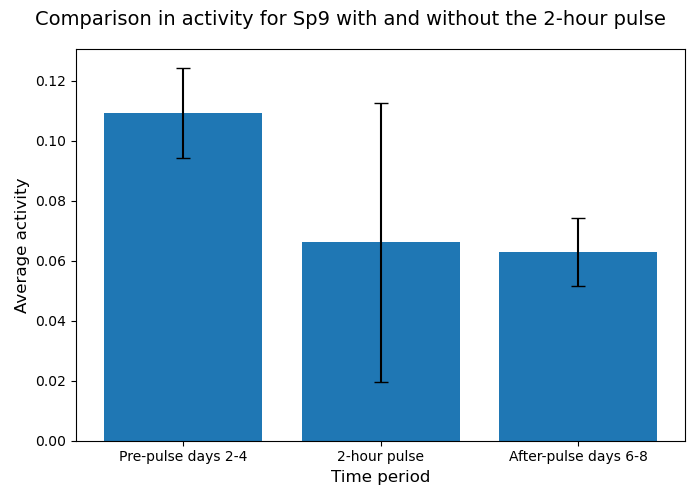 Comparison in activity for Sp9 with and without the 2-hour pulse
Average activity
0.12
0.10
0.08
0.06
0.04
0.02
0.00
Pre-pulse days 2-4
2-hour pulse
After-pulse days 6-8
Time period